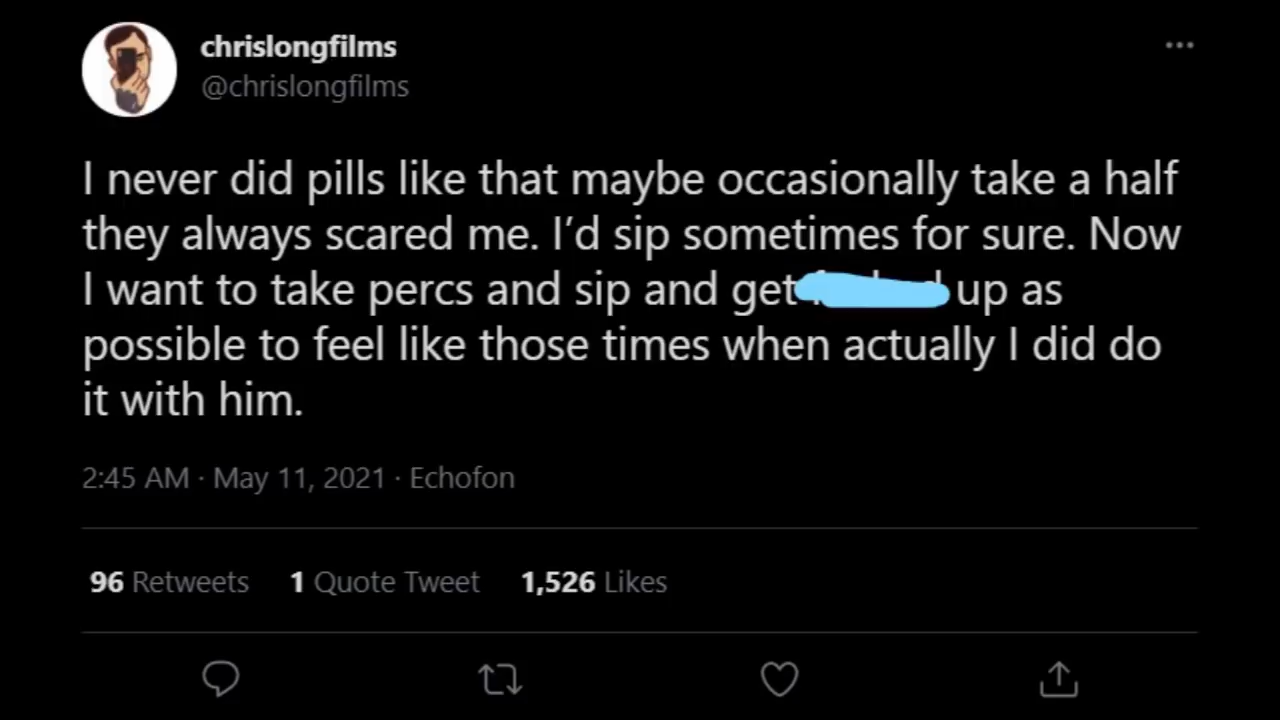 chrislongfilms
@chrislongfilms
I never did pills like that maybe occasionally take a half
they always scared me. I’d sip sometimes for sure. Now
I want to take percs and sip and get up as
possible to feel like those times when actually I did do
it with him.
2:45 AM · May 11, 2021 · Echofon
96 Retweets 1 Quote Tweet 1,526 Likes